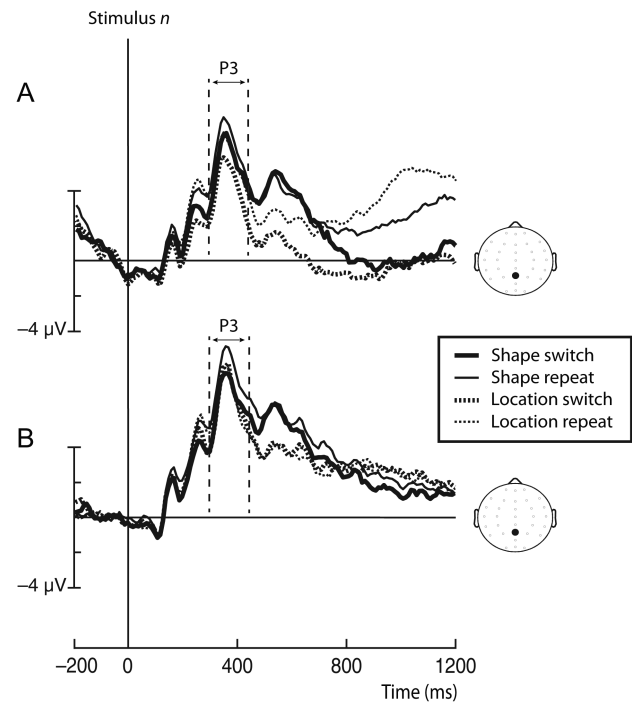 Stimulus n
P3
A
−4 µV
P3
Shape switch
Shape repeat
Location switch
Location repeat
B
−4 µV
−200 0 400 800 1200
Time (ms)